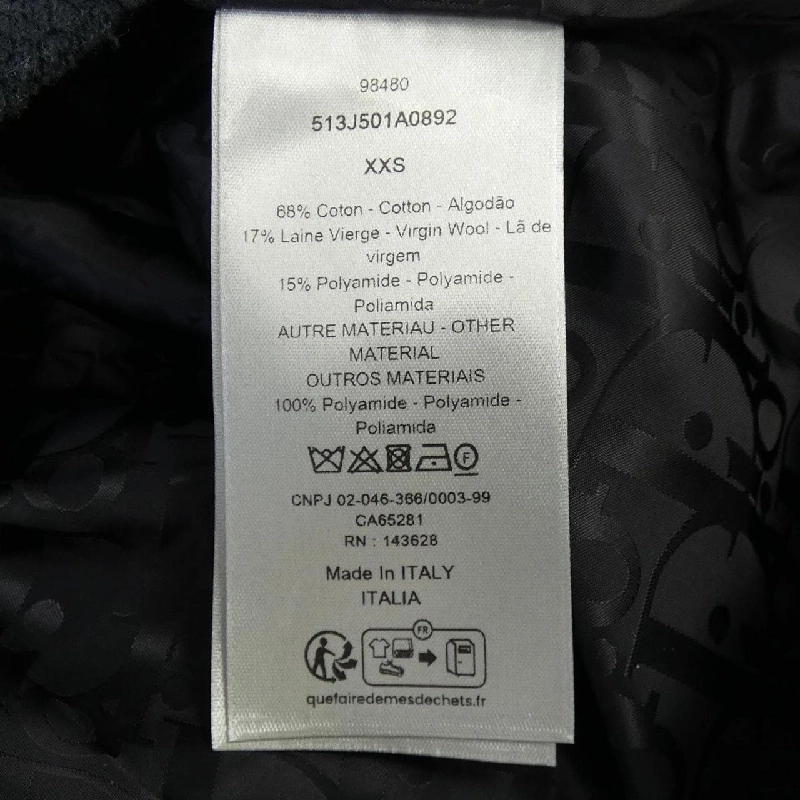 98480
513J501A0892
XXS
68% Coton - Cotton - Algodão
17% Laine Vierge - Virgin Wool - Lã de
virgem
15% Polyamide - Polyamide -
Poliamida
AUTRE MATERIAU - OTHER
MATERIAL
OUTROS MATERIAIS
100% Polyamide - Polyamide -
Poliamida
F
CNPJ 02-046-366/0003-99
CA65281
RN : 143628
Made In ITALY
ITALIA
FR
quefairedemesdechets.fr